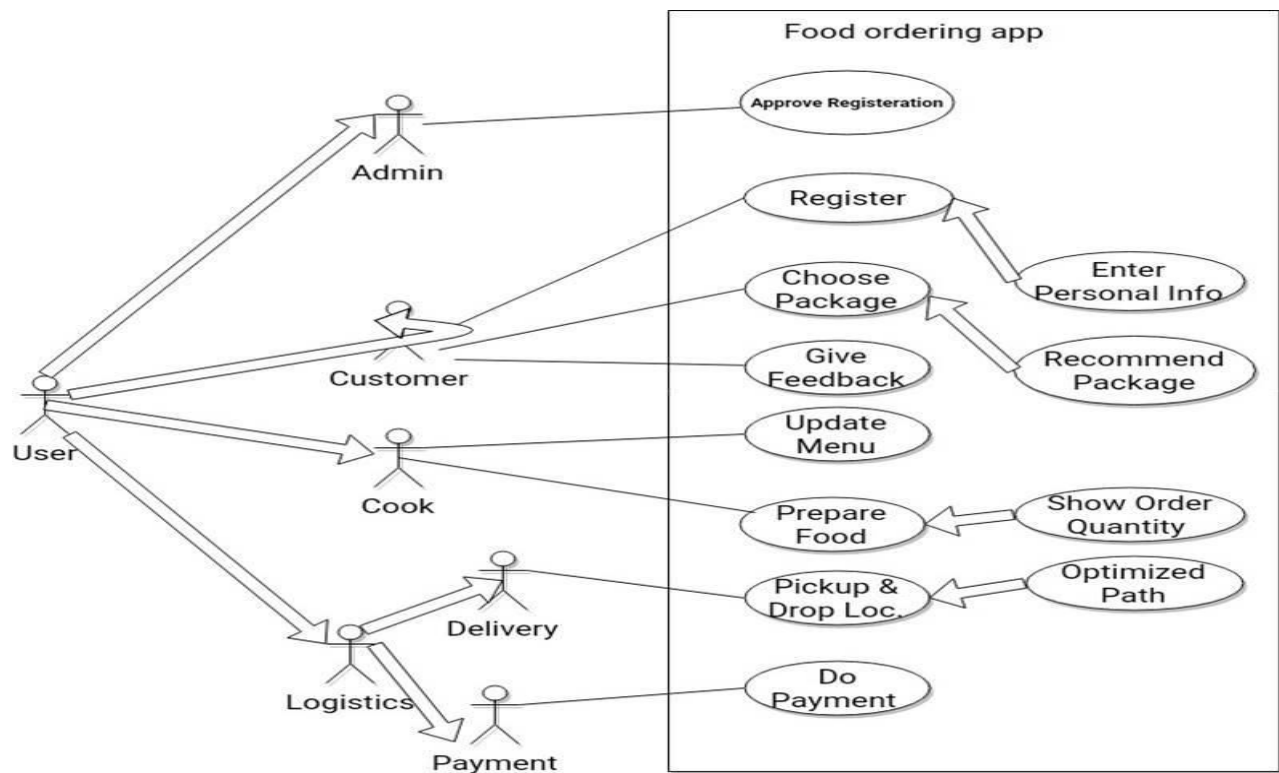 Food ordering app
Approve Registeration
Admin
Register
Enter
Personal Info
Choose
Package
Customer
Give
Feedback
Recommend
Package
User
Update
Menu
Cook
Prepare
Food
Show Order
Quantity
Delivery
Pickup &
Drop Loc.
Optimized
Path
Logistics
Do
Payment
Payment